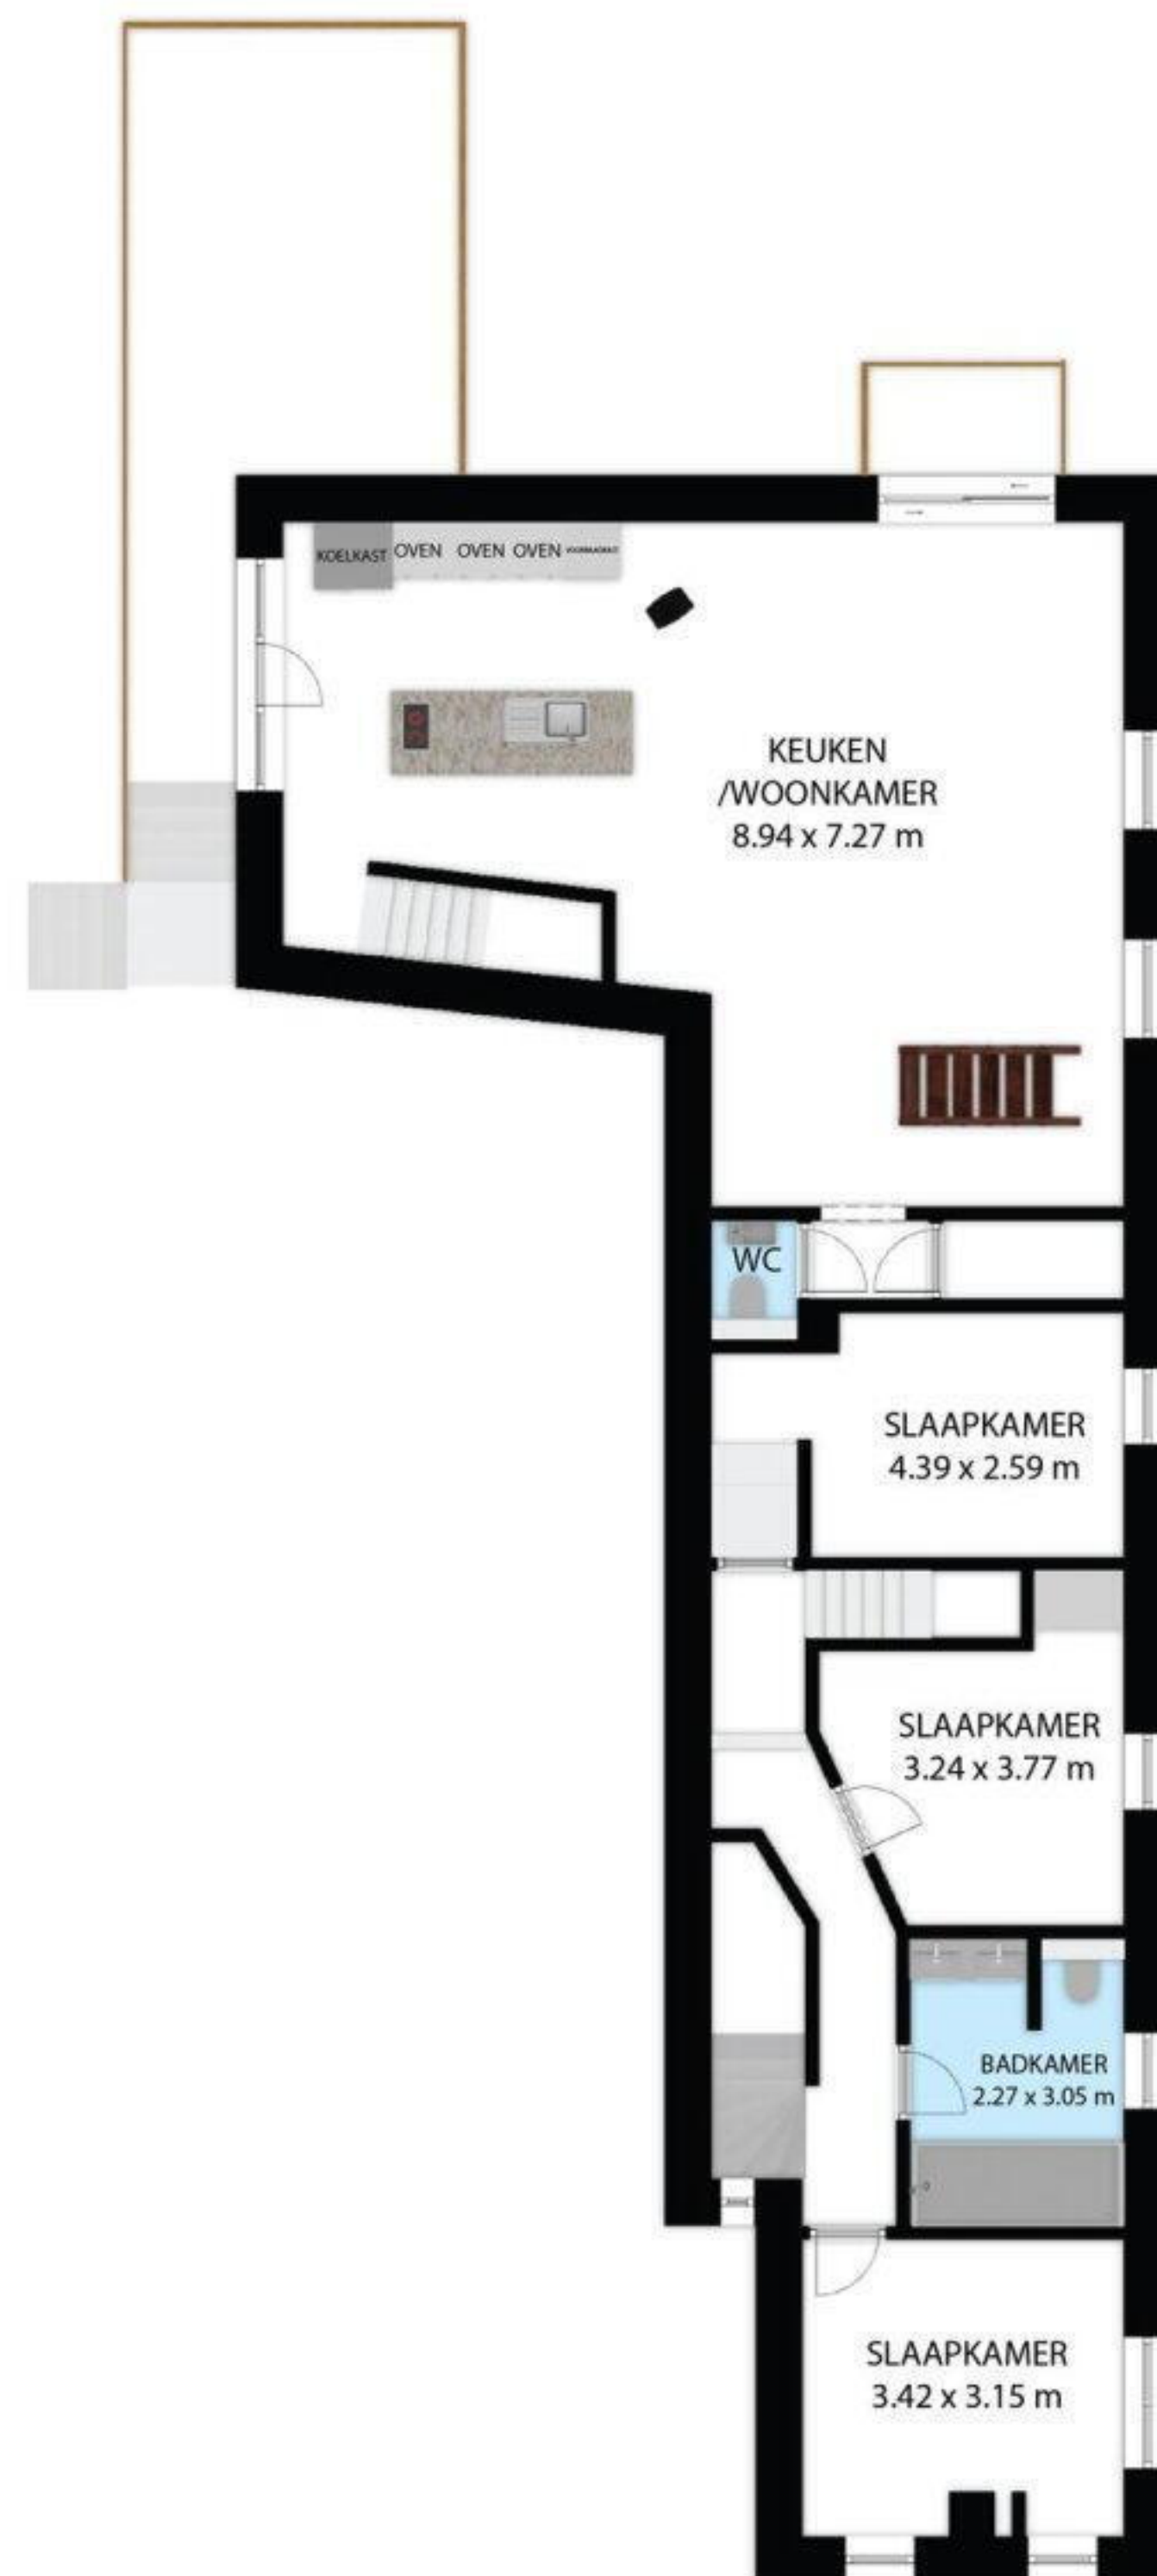 KOELKAST OVEN OVEN OVEN
KEUKEN
/WOONKAMER
8.94 x 7.27 m
WC
SLAAPKAMER
4.39 x 2.59 m
SLAAPKAMER
3.24 x 3.77 m
BADKAMER
2.27 x 3.05 m
SLAAPKAMER
3.42 x 3.15 m